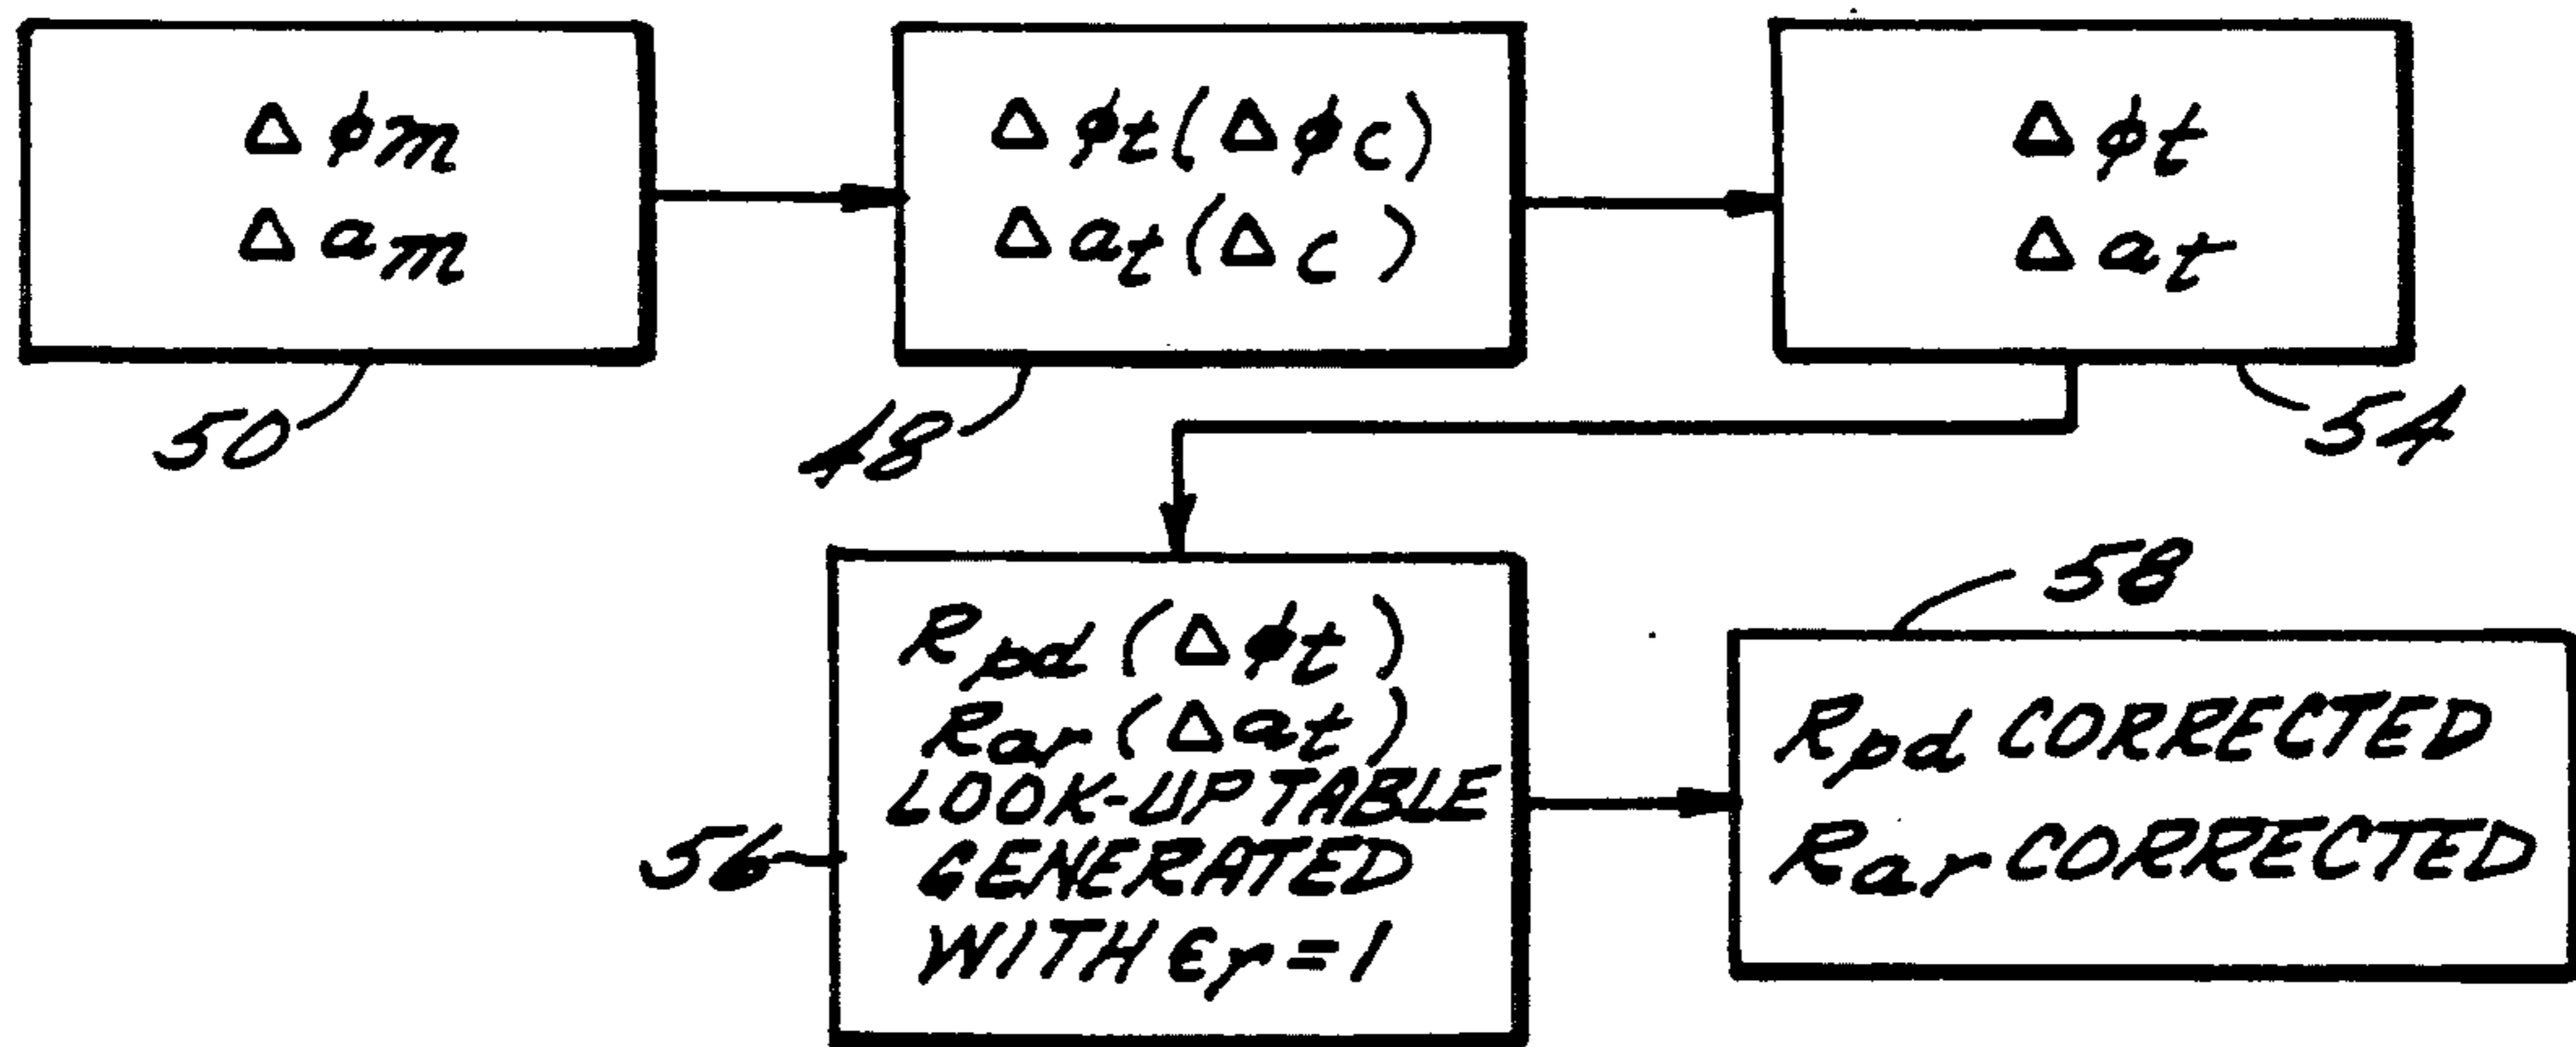 Δϕm
Δam
Δϕt(Δϕc)
Δat(Δc)
Δϕt
Δat
50
48
54
Rpd(Δϕt)
Rar(Δat)
LOOK-UP TABLE
GENERATED
WITH ϵr=1
56
58
Rpd CORRECTED
Rar CORRECTED